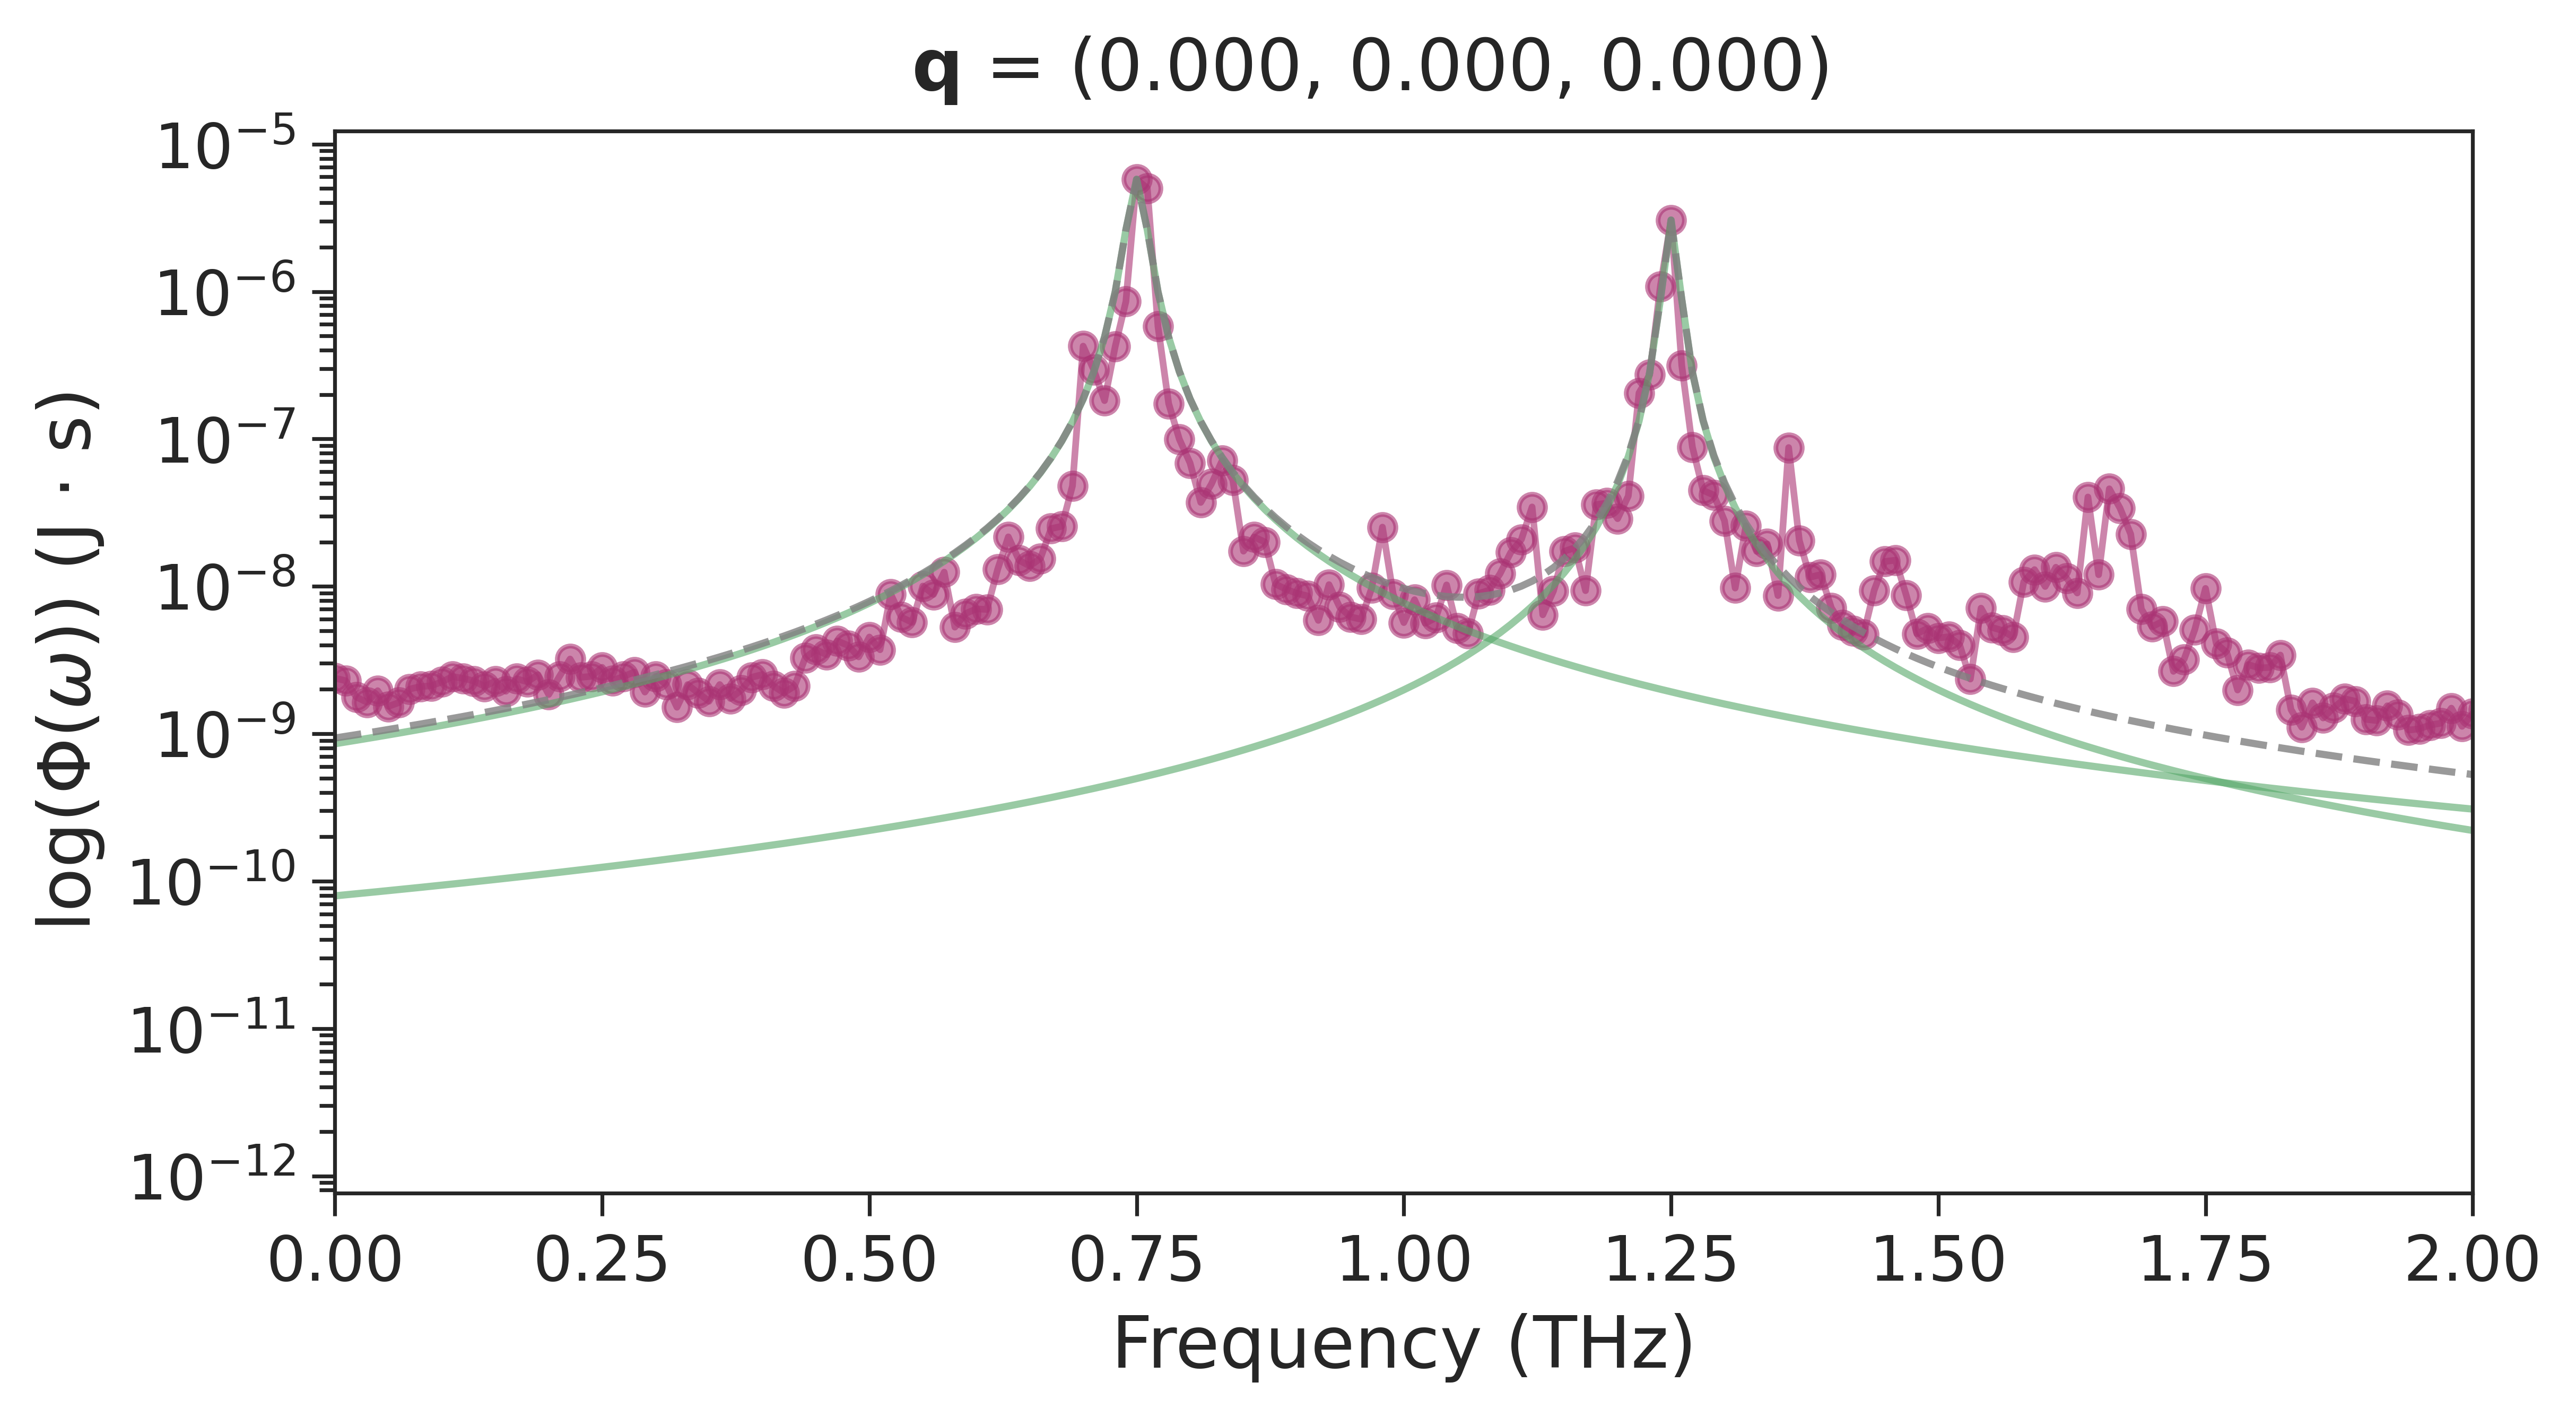 q = (0.000, 0.000, 0.000)
log(Φ(ω)) (J · s)
10⁻⁵
10⁻⁶
10⁻⁷
10⁻⁸
10⁻⁹
10⁻¹⁰
10⁻¹¹
10⁻¹²
0.00 0.25 0.50 0.75 1.00 1.25 1.50 1.75 2.00
Frequency (THz)